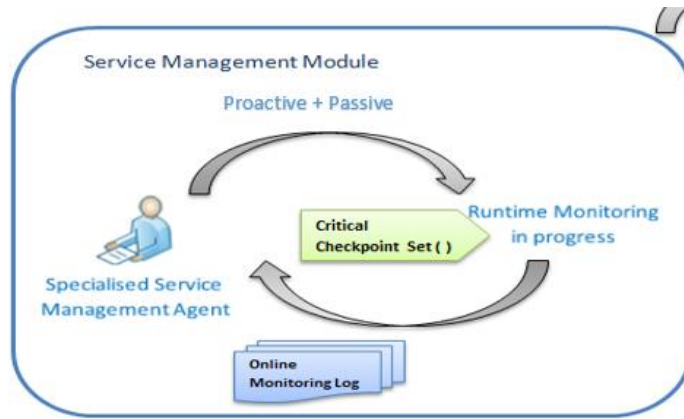 Service Management Module
Proactive + Passive
Critical
Checkpoint Set ( )
Runtime Monitoring
in progress
Specialised Service
Management Agent
Online
Monitoring Log